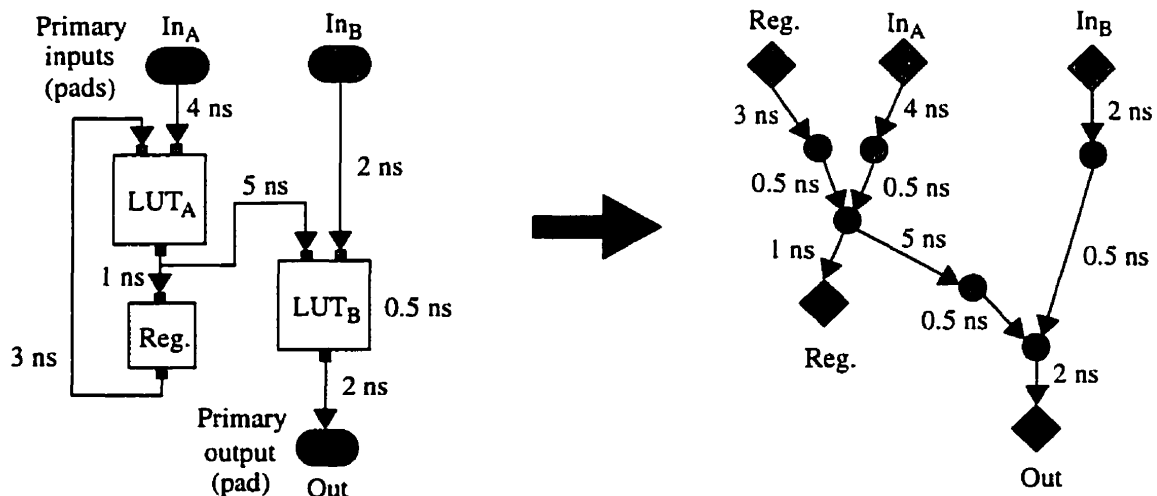 Primary
inputs
(pads)
In_A
In_B
4 ns
LUT_A
5 ns
2 ns
1 ns
Reg.
3 ns
LUT_B
0.5 ns
2 ns
Primary
output
(pad)
Out
Reg.
In_A
In_B
3 ns
4 ns
2 ns
0.5 ns
0.5 ns
1 ns
5 ns
0.5 ns
0.5 ns
Reg.
2 ns
Out